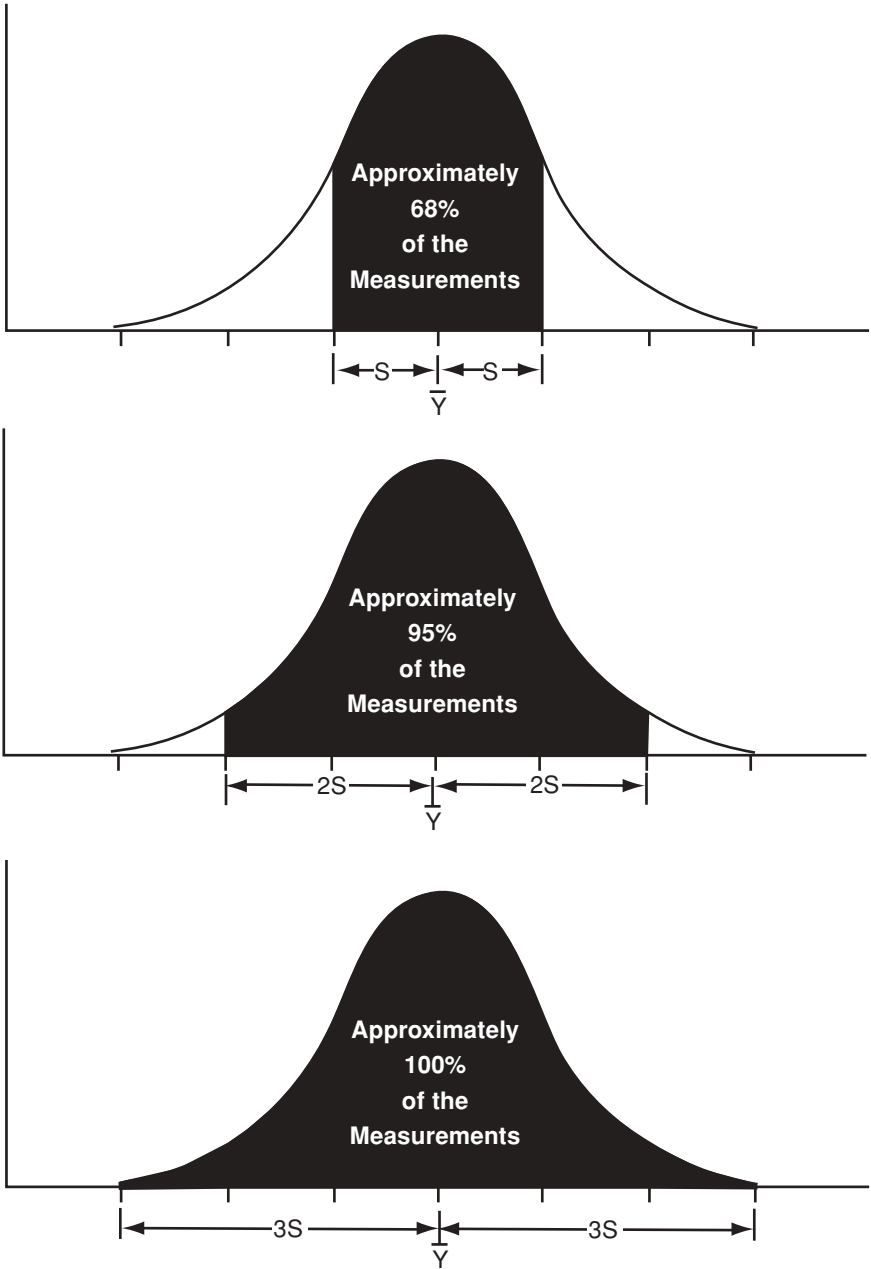 Approximately
68%
of the
Measurements
S S
Y̅
Approximately
95%
of the
Measurements
2S 2S
Y̅
Approximately
100%
of the
Measurements
3S 3S
Y̅